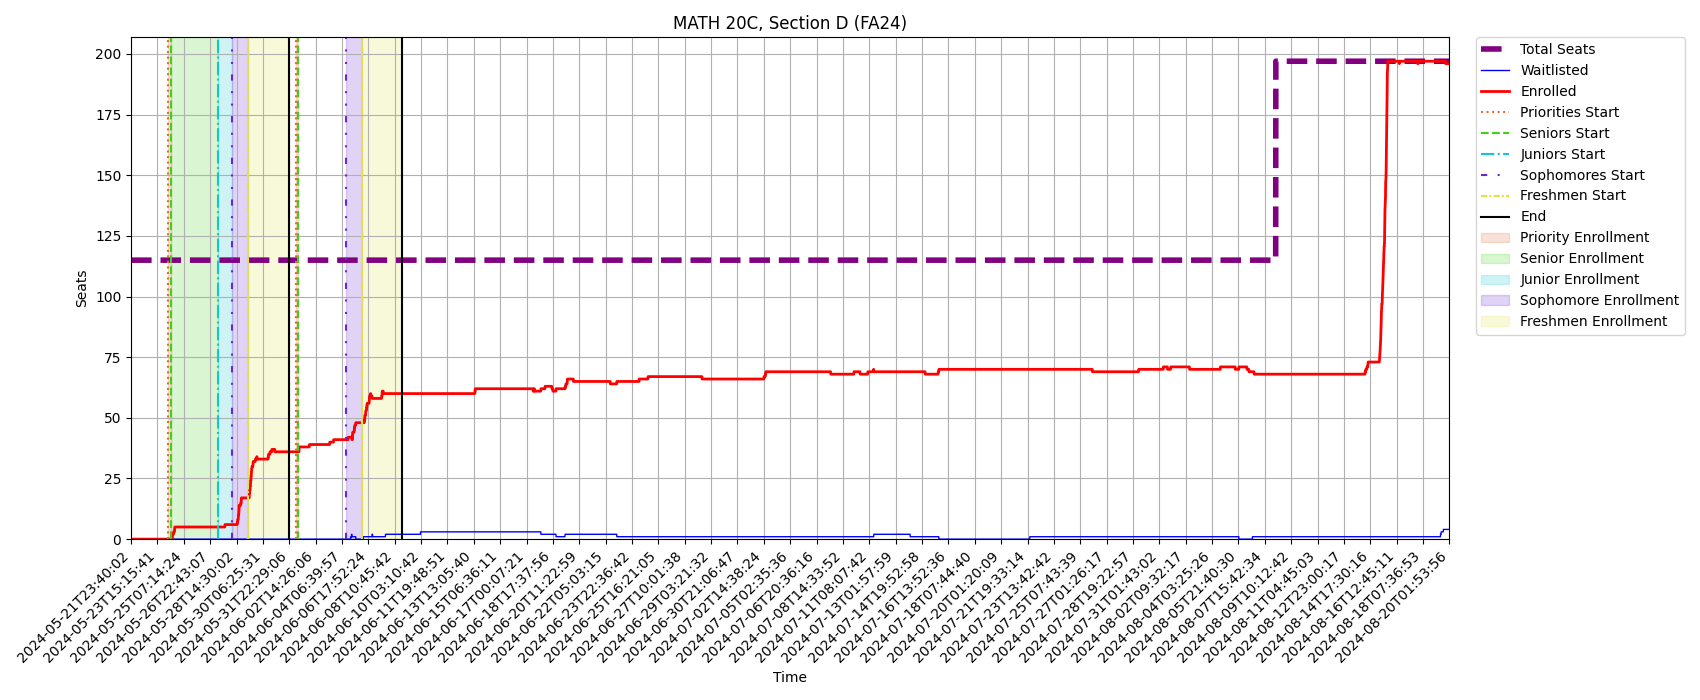 MATH 20C, Section D (FA24)
Total Seats
Waitlisted
Enrolled
Priorities Start
Seniors Start
Juniors Start
Sophomores Start
Freshmen Start
End
Priority Enrollment
Senior Enrollment
Junior Enrollment
Sophomore Enrollment
Freshmen Enrollment
Seats
200
175
150
125
100
75
50
25
0
2024-05-21T23:40:02
2024-05-23T15:15:41
2024-05-25T07:14:24
2024-05-26T22:43:07
2024-05-28T14:30:02
2024-05-30T06:25:31
2024-05-31T22:29:06
2024-06-02T14:26:06
2024-06-04T06:39:57
2024-06-06T17:52:24
2024-06-08T10:45:42
2024-06-10T03:10:42
2024-06-11T19:48:51
2024-06-13T13:05:40
2024-06-15T06:36:11
2024-06-17T00:07:21
2024-06-18T17:37:56
2024-06-20T11:22:59
2024-06-22T05:03:15
2024-06-23T22:36:42
2024-06-25T16:21:05
2024-06-27T10:01:38
2024-06-29T03:21:32
2024-06-30T21:06:47
2024-07-02T14:38:24
2024-07-05T02:35:36
2024-07-06T20:36:16
2024-07-08T14:33:52
2024-07-11T08:07:42
2024-07-13T01:57:59
2024-07-14T19:52:58
2024-07-16T13:52:36
2024-07-18T07:44:40
2024-07-20T01:20:09
2024-07-21T19:33:14
2024-07-23T13:42:42
2024-07-25T07:43:39
2024-07-27T01:26:17
2024-07-28T19:22:57
2024-07-31T01:43:02
2024-08-02T09:32:17
2024-08-04T03:25:26
2024-08-05T21:40:30
2024-08-07T15:42:34
2024-08-09T10:12:42
2024-08-11T04:45:03
2024-08-12T23:00:17
2024-08-14T17:30:16
2024-08-16T12:45:11
2024-08-18T07:36:53
2024-08-20T01:53:56
Time